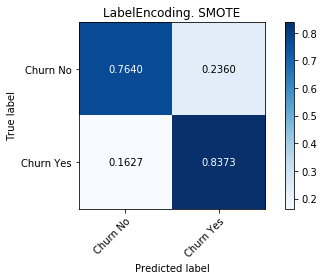 LabelEncoding. SMOTE
True label
Churn No
0.7640
0.2360
Churn Yes
0.1627
0.8373
Churn No
Churn Yes
Predicted label
0.8
0.7
0.6
0.5
0.4
0.3
0.2